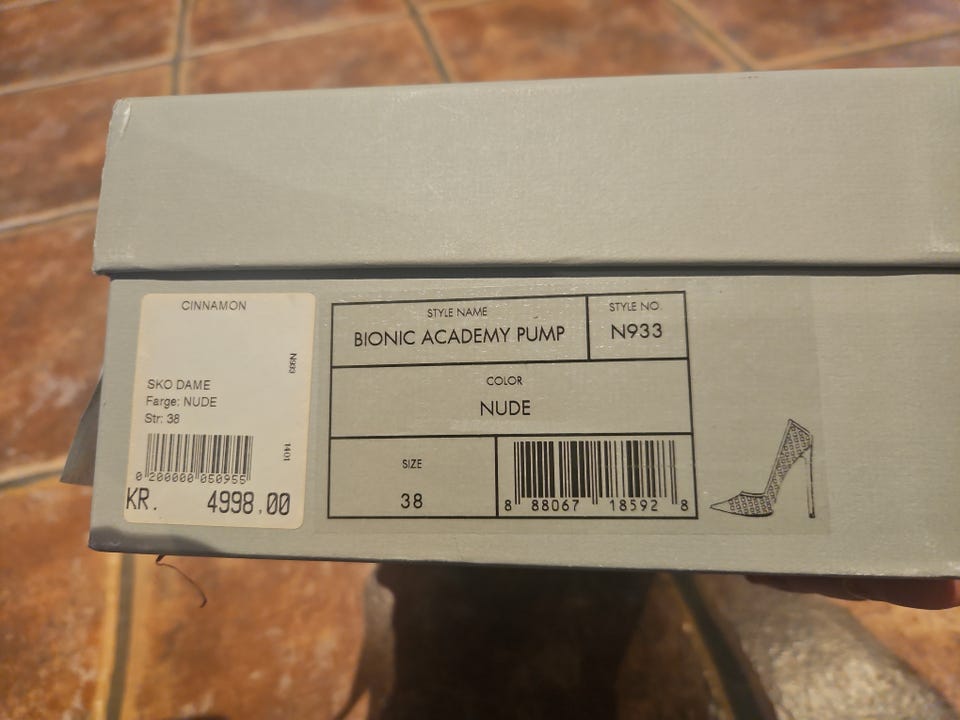 CINNAMON
N933
SKO DAME
Farge: NUDE
Str: 38
1401
0 200000 050955
KR. 4998.00
STYLE NAME
BIONIC ACADEMY PUMP
STYLE NO.
N933
COLOR
NUDE
SIZE
38
8 88067 18592 8